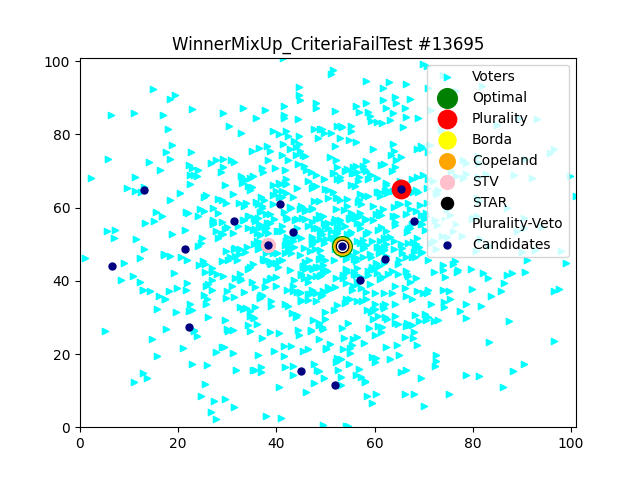 WinnerMixUp_CriteriaFailTest #13695
100
80
60
40
20
0
0 20 40 60 80 100
Voters
Optimal
Plurality
Borda
Copeland
STV
STAR
Plurality-Veto
Candidates